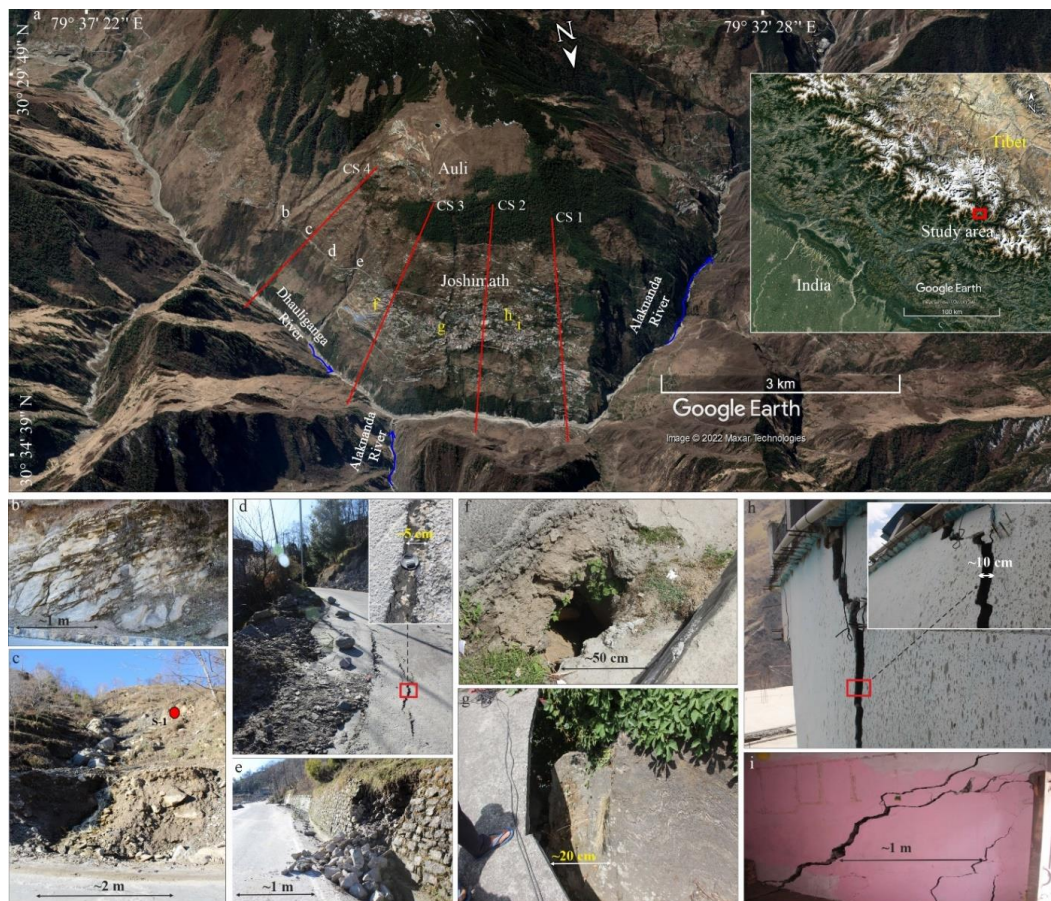 a
79° 37' 22'' E
79° 32' 28'' E
30° 29' 49'' N
N
CS 4
Auli
CS 3
CS 2
CS 1
b
c
d
e
Joshimath
f
g
h
i
Dhauliganga
River
Alaknanda
River
Alaknanda
River
30° 34' 39'' N
3 km
Google Earth
Image © 2022 Maxar Technologies
Tibet
Study area
India
Google Earth
100 km
b
~1 m
c
S-1
~2 m
d
~5 cm
e
~1 m
f
~50 cm
g
~20 cm
h
~10 cm
i
~1 m